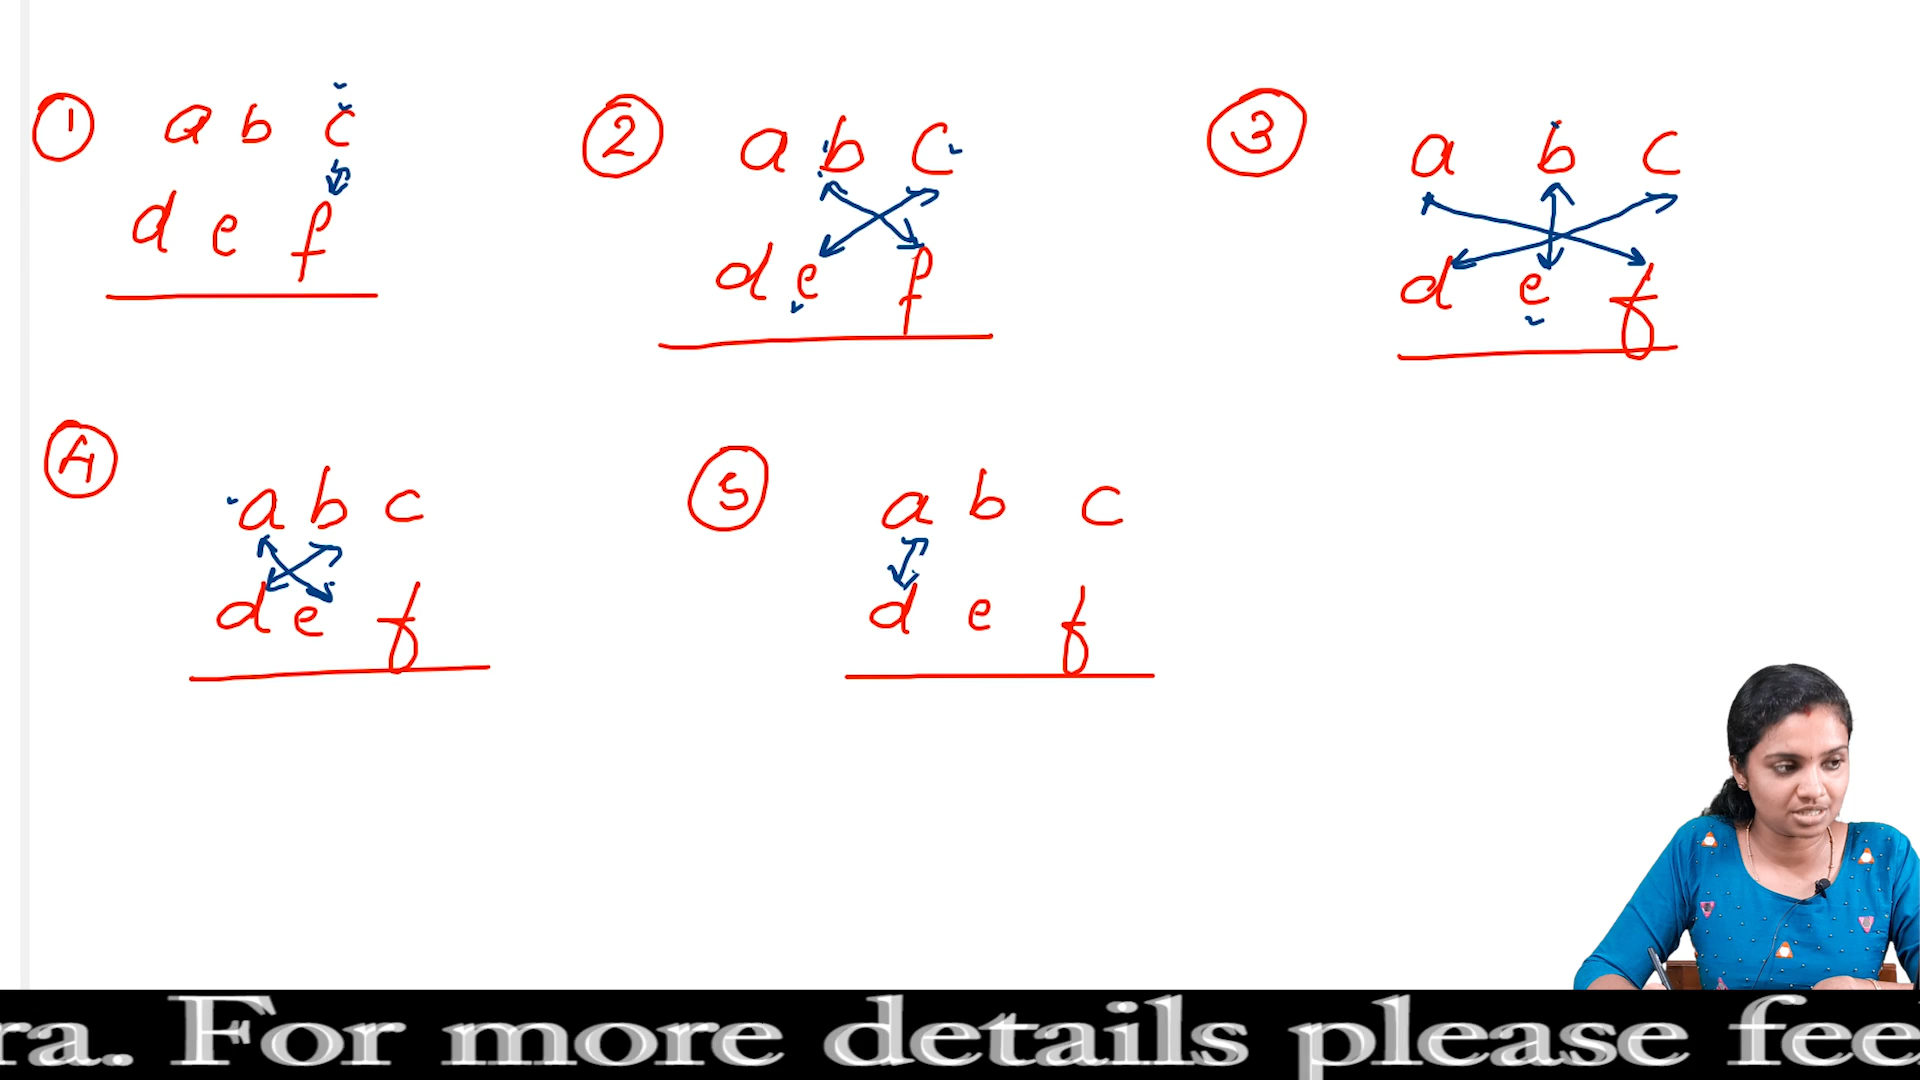 1 a b c
d e f
2 a b c
d e f
3 a b c
d e f
4 a b c
d e f
5 a b c
d e f
ra. For more details please fee